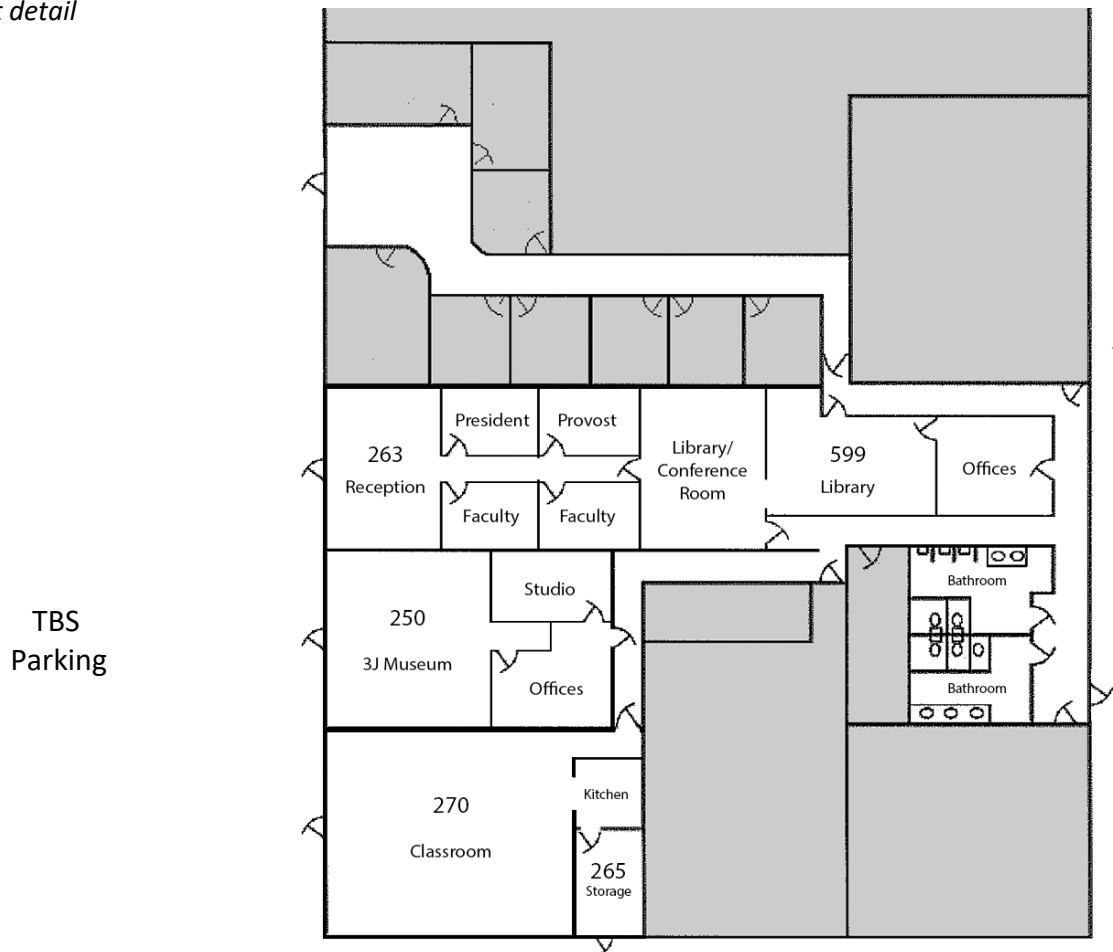 detail
President
Provost
263
Reception
Library/
Conference
Room
599
Library
Offices
Faculty
Faculty
Studio
Bathroom
250
3J Museum
TBS
Parking
Offices
Bathroom
270
Classroom
Kitchen
265
Storage